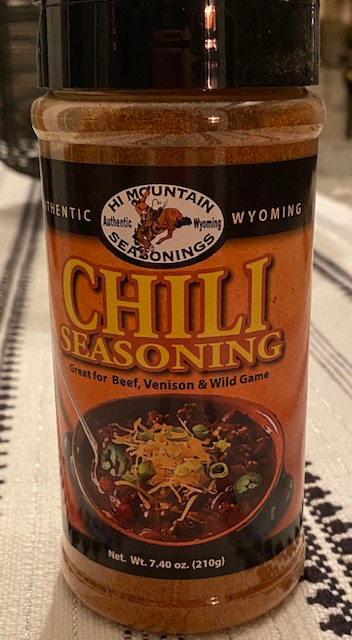 HI MOUNTAIN
THENTIC Authentic Wyoming WYOMING
SEASONINGS
CHILI
SEASONING
Great for Beef, Venison & Wild Game
Net. Wt. 7.40 oz. (210g)